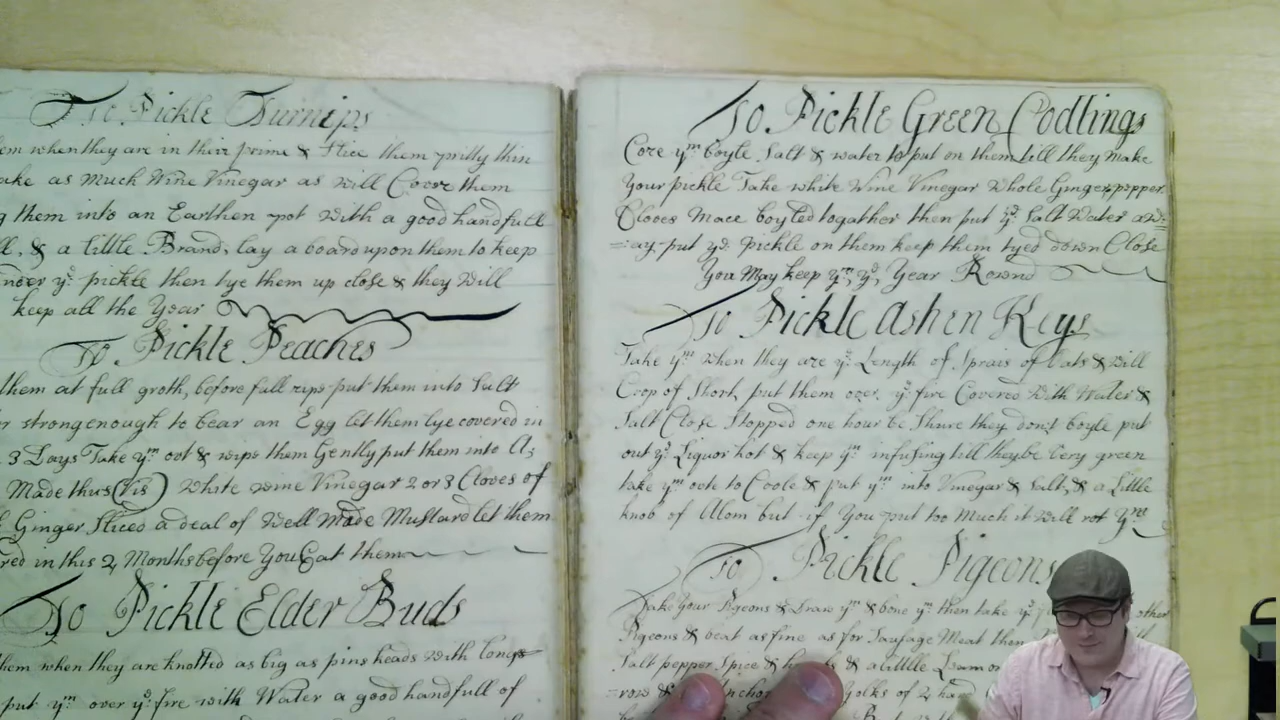 To Pickle Turnips
em when they are in their prime & slice them pritty thin
ake as much Wine Vinegar as will Cover them
g them into an Earthen pot with a good handfull
ll, & a little Brand, lay a board upon them to keep
nder yͤ pickle then tye them up close & they will
keep all the Year
To Pickle Peaches
them at full groth, before full ripe put them into Salt
r strong enough to bear an Egg let them lye covered in
3 Days Take yᵐ out & wipe them Gently put them into A
Made thus (Vis) White wine Vinegar 2 or 3 Cloves of
Ginger Sliced a deal of Well Made Mustard let them
red in this 2 Months before You Eat them
To Pickle Elder Buds
them when they are knotted as big as pins heads with long
put yᵐ over yͤ fire with Water a good handfull of
To Pickle Green Codlings
Core yᵐ boyle Salt & water to put on them till they make
Your pickle Take white Wine Vinegar Whole Ginger pepper
Cloves Mace boyled togather then put yͤ Salt Water aw=
=ay put yͤ pickle on them keep them tyed down Close
You May keep yᵐ yͤ Year Round
To Pickle Ashen Keys
Take yᵐ when they are yͤ Length of Sprais of Oats & will
Crop of Short, put them over yͤ fire Covered With Water &
Salt Close Stopped one hour be Shure they dont boyle put
out yͤ Liquor hot & keep yᵐ infusing till they be Very green
take yᵐ oute to Coole & put yᵐ into Vinegar & Salt, & a Little
knob of Alom but if You put too Much it will rot yᵐ
To Pickle Pigeons
Take Your Pigeons & Draw yᵐ & bone yᵐ then take yͤ other
Pigeons & beat as fine as for Sausage Meat then
Salt pepper Spice & & a little
row & Yolks of 2